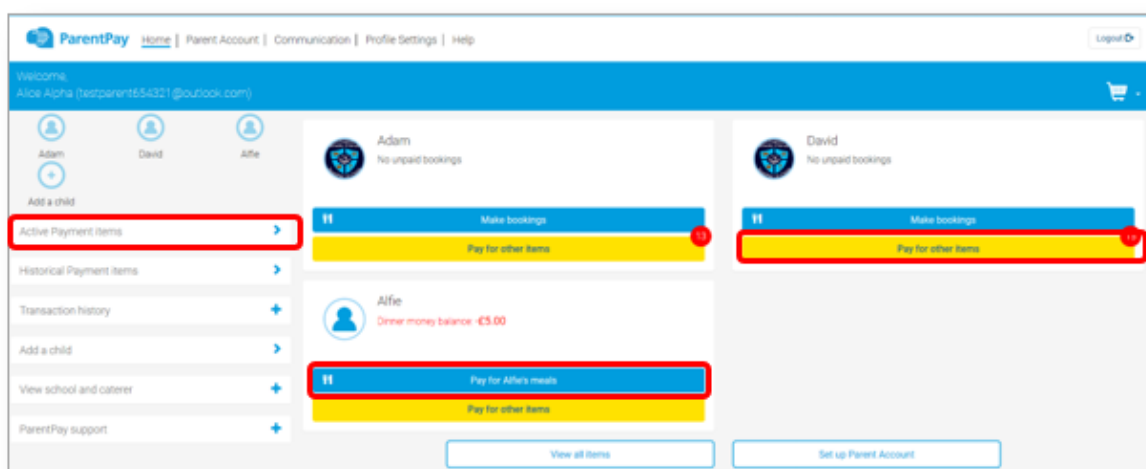 ParentPay Home | Parent Account | Communication | Profile Settings | Help
Logout
Welcome,
Alice Alpha (testparent654321@outlook.com)
Adam David Alfie
Add a child
Active Payment items
Historical Payment items
Transaction history
Add a child
View school and caterer
ParentPay support
Adam
No unpaid bookings
Make bookings
13
Pay for other items
David
No unpaid bookings
Make bookings
Pay for other items
Alfie
Dinner money balance: -£5.00
Pay for Alfie's meals
Pay for other items
View all items
Set up Parent Account